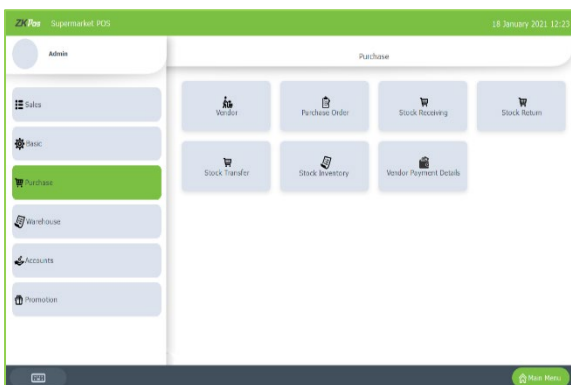 ZKPos Supermarket POS 18 January 2021 12:23
Admin
Purchase
Sales
Basic
Purchase
Warehouse
Accounts
Promotion
Vendor Purchase Order Stock Receiving Stock Return
Stock Transfer Stock Inventory Vendor Payment Details
Main Menu